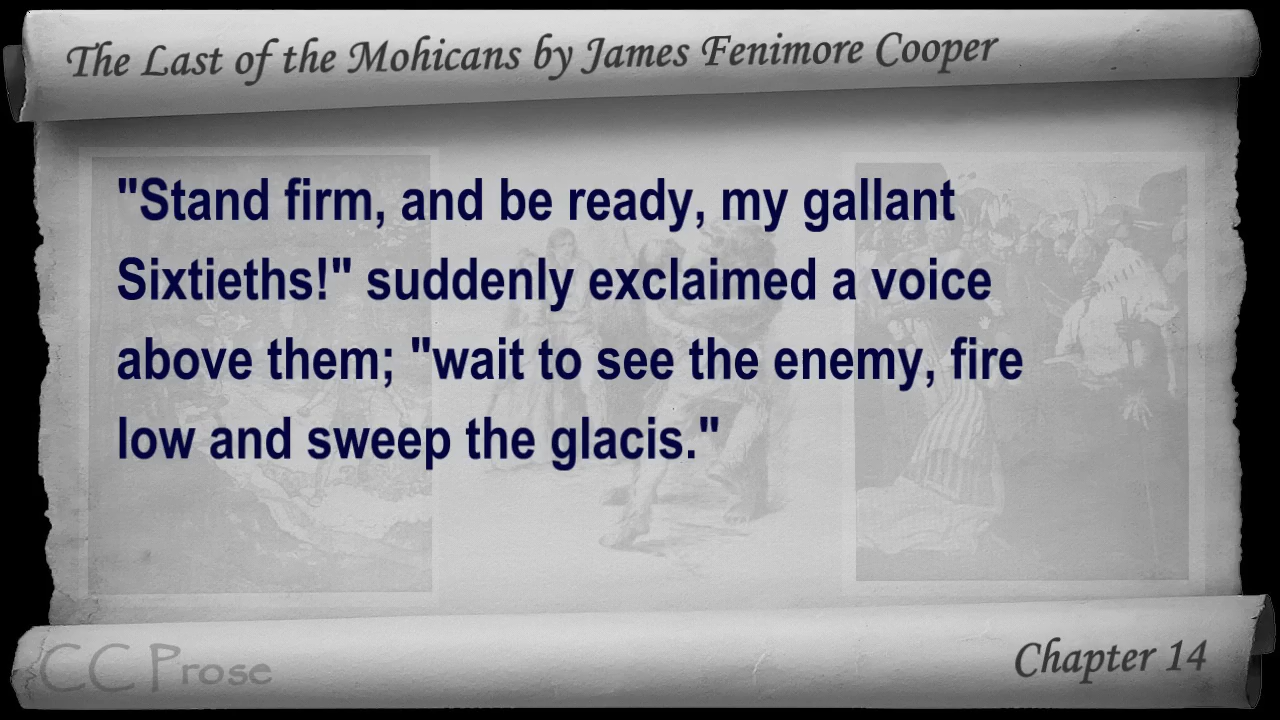 The Last of the Mohicans by James Fenimore Cooper
"Stand firm, and be ready, my gallant
Sixtieths!" suddenly exclaimed a voice
above them; "wait to see the enemy, fire
low and sweep the glacis."
CC Prose
Chapter 14